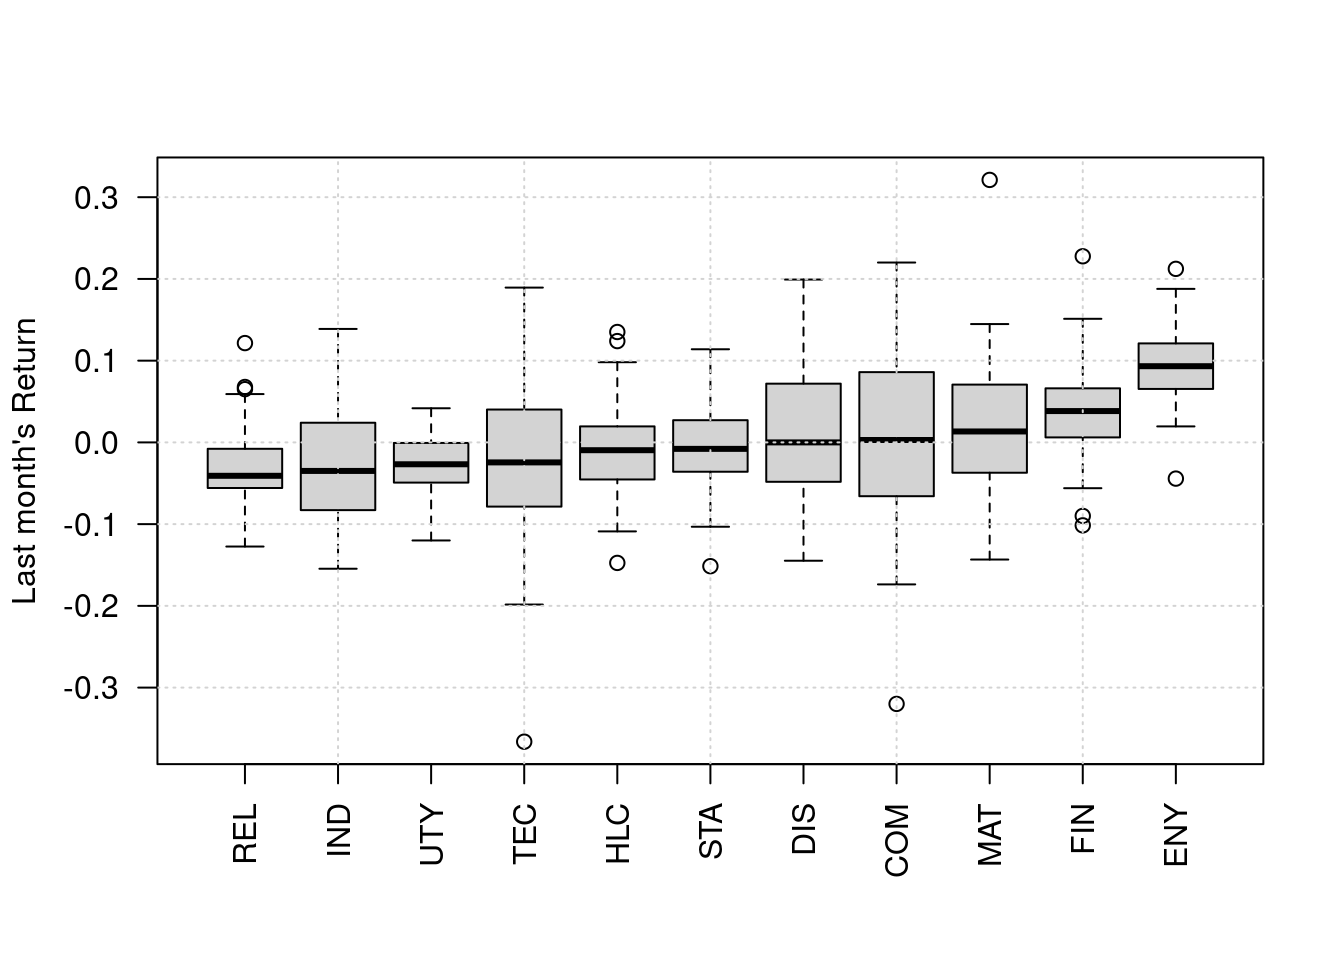 Last month's Return
0.3
0.2
0.1
0.0
-0.1
-0.2
-0.3
REL
IND
UTY
TEC
HLC
STA
DIS
COM
MAT
FIN
ENY